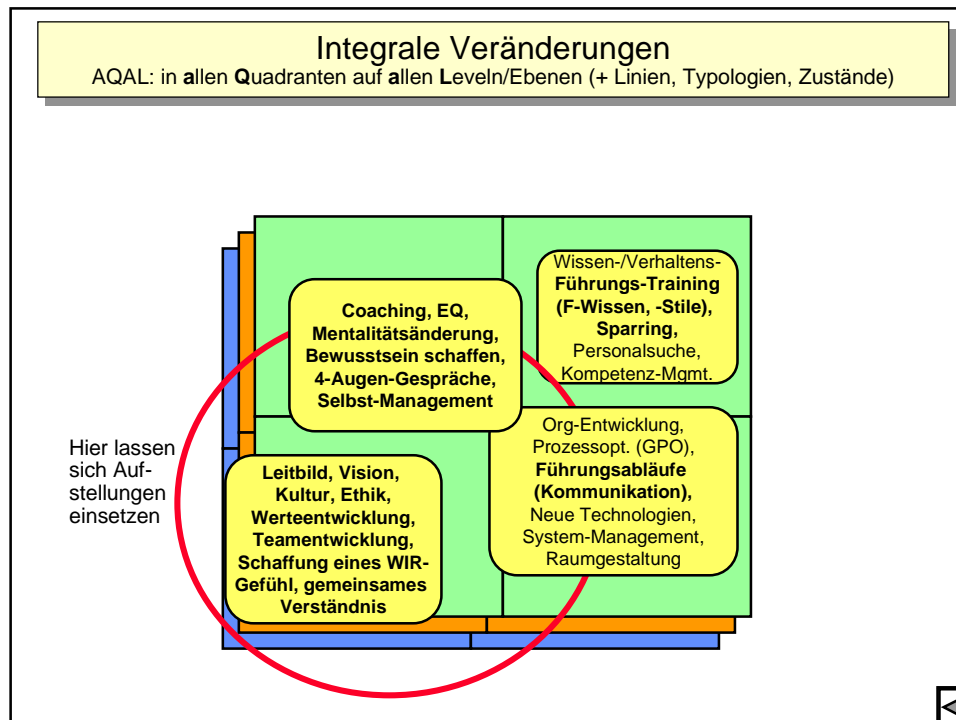 Integrale Veränderungen
AQAL: in allen Quadranten auf allen Leveln/Ebenen (+ Linien, Typologien, Zustände)
Wissen-/Verhaltens-
Führungs-Training
(F-Wissen, -Stile),
Sparring,
Personalsuche,
Kompetenz-Mgmt.
Coaching, EQ,
Mentalitätsänderung,
Bewusstsein schaffen,
4-Augen-Gespräche,
Selbst-Management
Org-Entwicklung,
Prozessopt. (GPO),
Führungsabläufe
(Kommunikation),
Neue Technologien,
System-Management,
Raumgestaltung
Hier lassen
sich Auf-
stellungen
einsetzen
Leitbild, Vision,
Kultur, Ethik,
Werteentwicklung,
Teamentwicklung,
Schaffung eines WIR-
Gefühl, gemeinsames
Verständnis